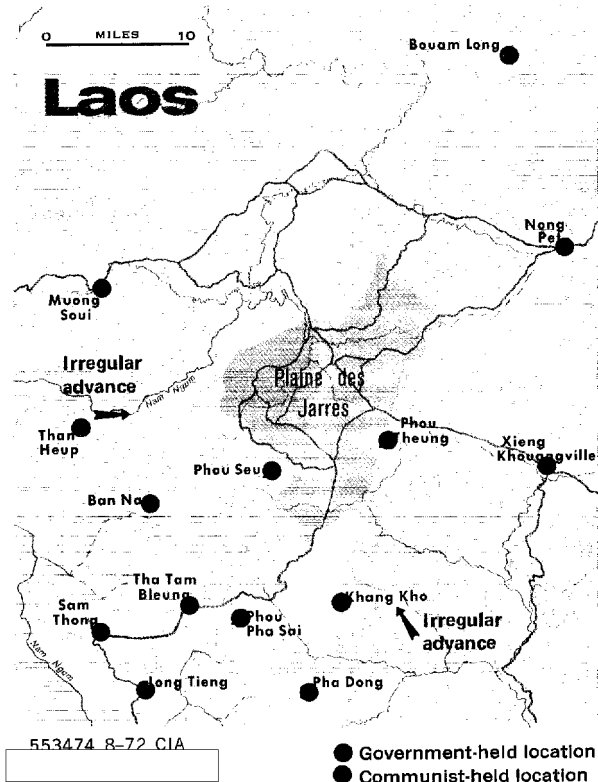 0 MILES 10
Laos
Bouam Long
Nong
Pet
Muong
Soui
Irregular
advance
Nam Ngum
Plaine des
Jarres
Than
Heup
Phou
Cheung
Xieng
Khouangville
Phou Seu
Ban Na
Tha Tam
Bleung
Khang Kho
Sam
Thong
Phou
Pha Sai
Irregular
advance
Nam Ngum
Long Tieng
Pha Dong
553474 8-72 CIA
Government-held location
Communist-held location